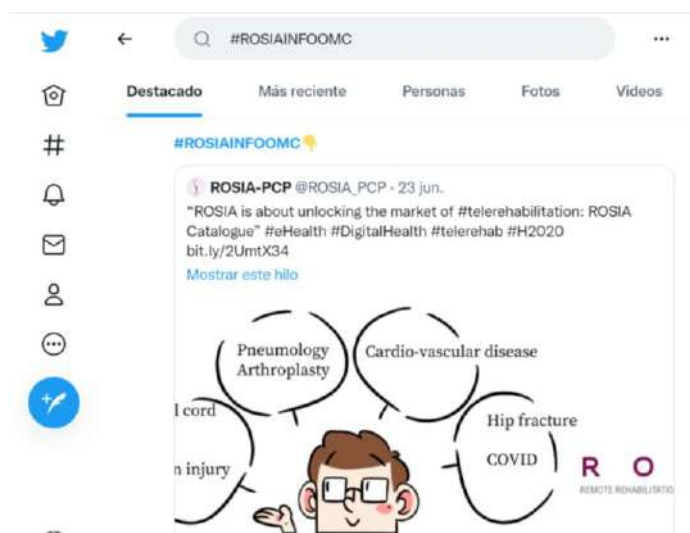 #ROSIAINFOOMC
Destacado Más reciente Personas Fotos Videos
#ROSIAINFOOMC👇
ROSIA-PCP @ROSIA_PCP · 23 jun.
"ROSIA is about unlocking the market of #telerehabilitation: ROSIA
Catalogue" #eHealth #DigitalHealth #telerehab #H2020
bit.ly/2UmtX34
Mostrar este hilo
Pneumology
Arthroplasty
Cardio-vascular disease
cord
injury
Hip fracture
COVID
R O
REMOTE